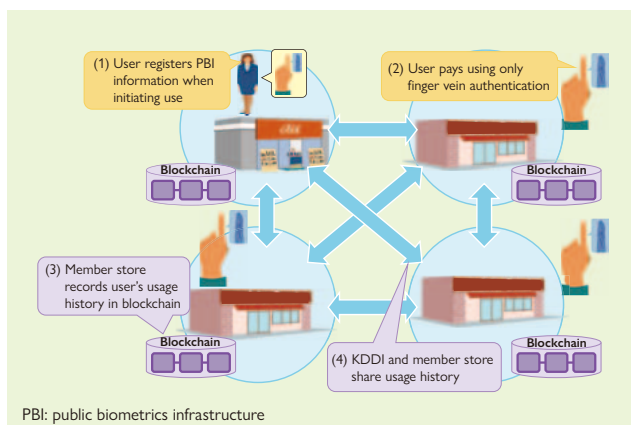 (1) User registers PBI
information when
initiating use
(2) User pays using only
finger vein authentication
Blockchain
Blockchain
(3) Member store
records user's usage
history in blockchain
Blockchain
Blockchain
(4) KDDI and member store
share usage history
PBI: public biometrics infrastructure